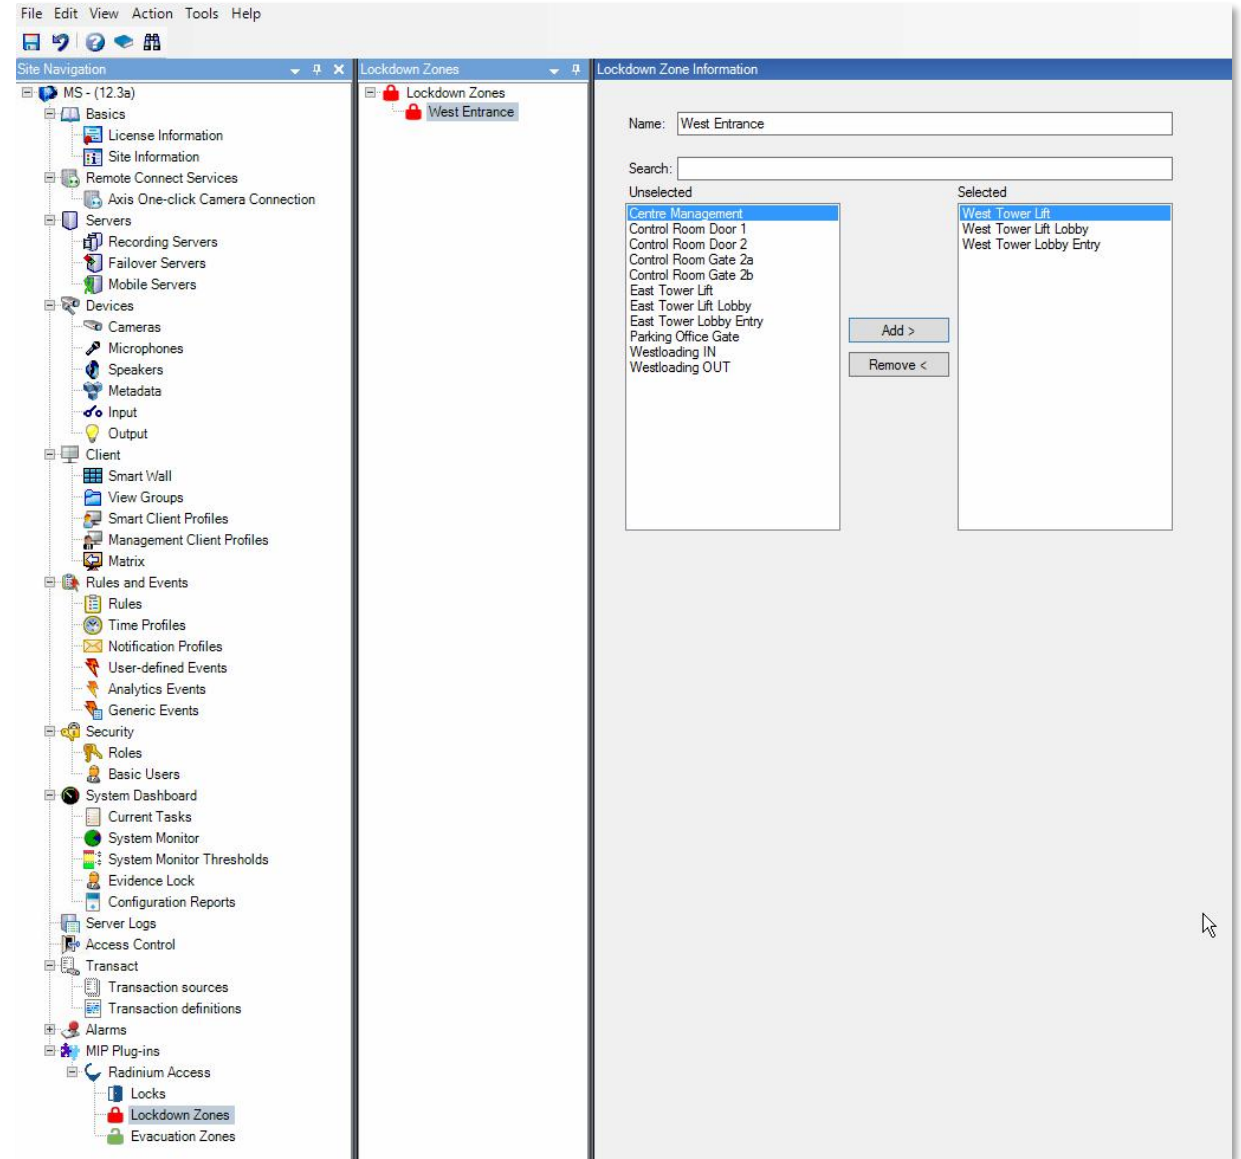 File Edit View Action Tools Help
Site Navigation
MS - (12.3a)
Basics
License Information
Site Information
Remote Connect Services
Axis One-click Camera Connection
Servers
Recording Servers
Failover Servers
Mobile Servers
Devices
Cameras
Microphones
Speakers
Metadata
Input
Output
Client
Smart Wall
View Groups
Smart Client Profiles
Management Client Profiles
Matrix
Rules and Events
Rules
Time Profiles
Notification Profiles
User-defined Events
Analytics Events
Generic Events
Security
Roles
Basic Users
System Dashboard
Current Tasks
System Monitor
System Monitor Thresholds
Evidence Lock
Configuration Reports
Server Logs
Access Control
Transact
Transaction sources
Transaction definitions
Alarms
MIP Plug-ins
Radinium Access
Locks
Lockdown Zones
Evacuation Zones
Lockdown Zones
Lockdown Zones
West Entrance
Lockdown Zone Information
Name: West Entrance
Search:
Unselected
Centre Management
Control Room Door 1
Control Room Door 2
Control Room Gate 2a
Control Room Gate 2b
East Tower Lift
East Tower Lift Lobby
East Tower Lobby Entry
Parking Office Gate
Westloading IN
Westloading OUT
Add >
Remove <
Selected
West Tower Lift
West Tower Lift Lobby
West Tower Lobby Entry